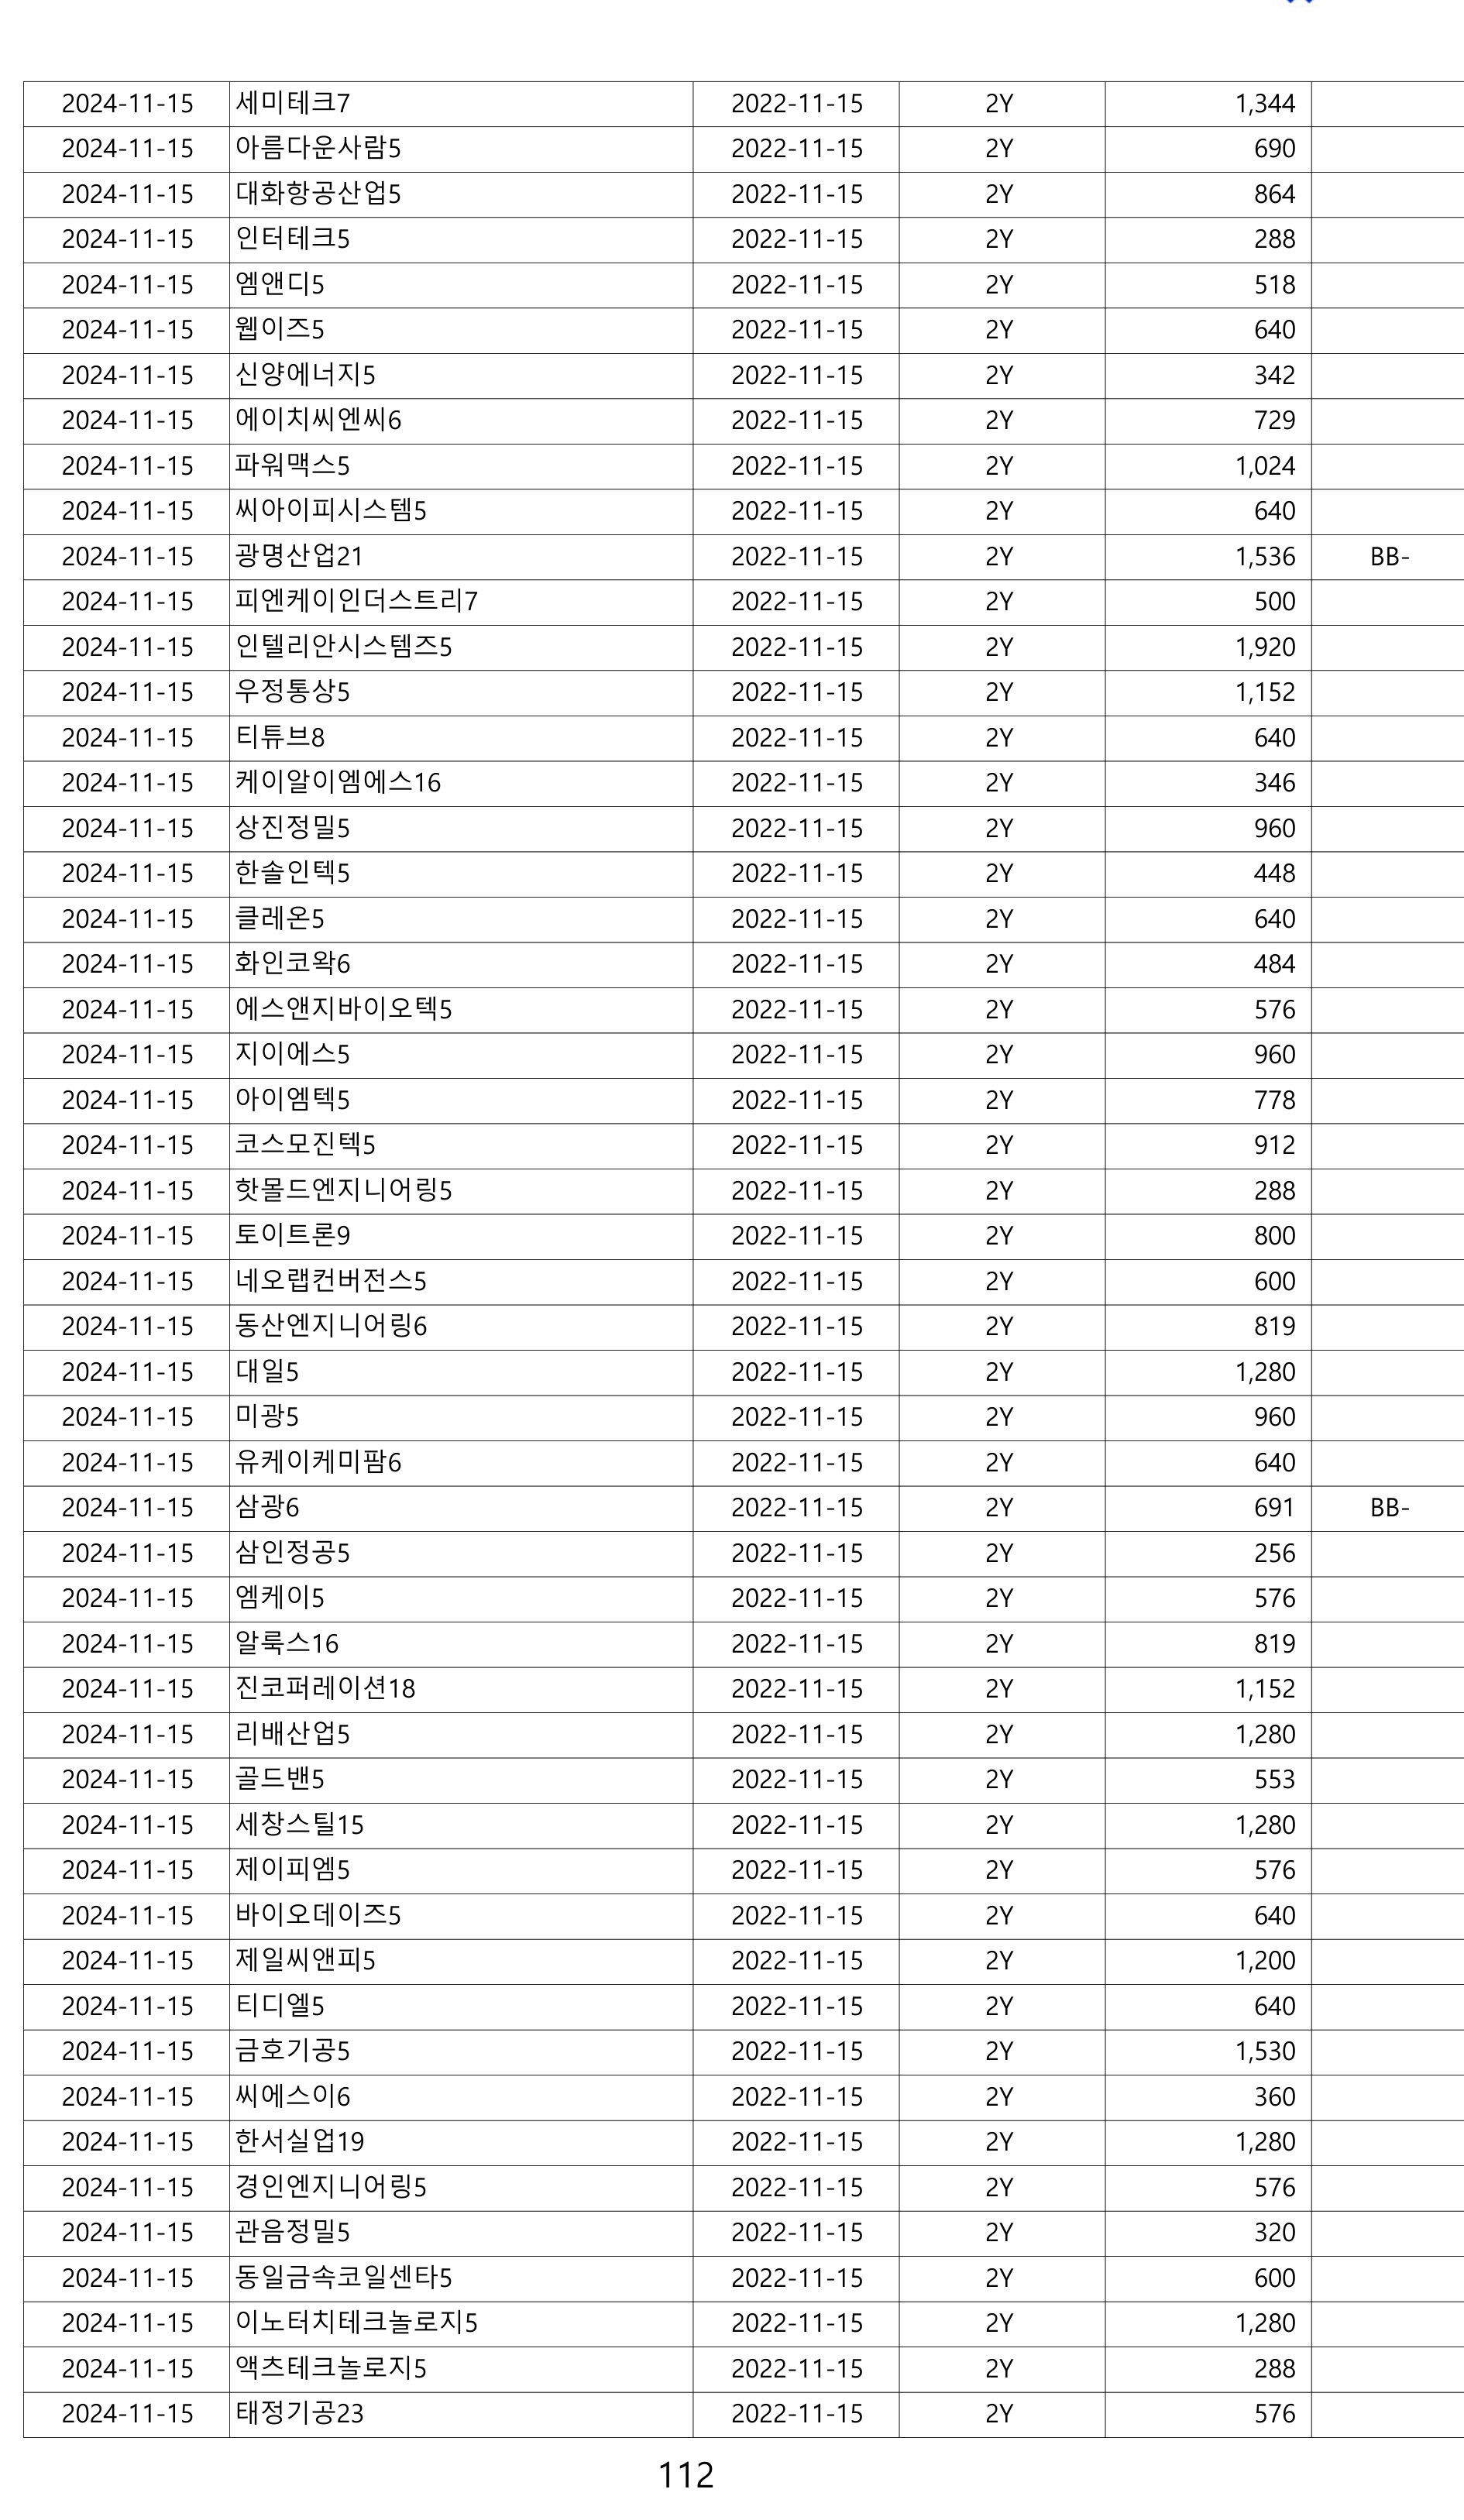 2024-11-15 세미테크7 2022-11-15 2Y 1,344
2024-11-15 아름다운사람5 2022-11-15 2Y 690
2024-11-15 대화항공산업5 2022-11-15 2Y 864
2024-11-15 인터테크5 2022-11-15 2Y 288
2024-11-15 엠앤디5 2022-11-15 2Y 518
2024-11-15 웹이즈5 2022-11-15 2Y 640
2024-11-15 신양에너지5 2022-11-15 2Y 342
2024-11-15 에이치씨엔씨6 2022-11-15 2Y 729
2024-11-15 파워맥스5 2022-11-15 2Y 1,024
2024-11-15 씨아이피시스템5 2022-11-15 2Y 640
2024-11-15 광명산업21 2022-11-15 2Y 1,536 BB-
2024-11-15 피엔케이인더스트리7 2022-11-15 2Y 500
2024-11-15 인텔리안시스템즈5 2022-11-15 2Y 1,920
2024-11-15 우정통상5 2022-11-15 2Y 1,152
2024-11-15 티튜브8 2022-11-15 2Y 640
2024-11-15 케이알이엠에스16 2022-11-15 2Y 346
2024-11-15 상진정밀5 2022-11-15 2Y 960
2024-11-15 한솔인텍5 2022-11-15 2Y 448
2024-11-15 클레온5 2022-11-15 2Y 640
2024-11-15 화인코왁6 2022-11-15 2Y 484
2024-11-15 에스앤지바이오텍5 2022-11-15 2Y 576
2024-11-15 지이에스5 2022-11-15 2Y 960
2024-11-15 아이엠텍5 2022-11-15 2Y 778
2024-11-15 코스모진텍5 2022-11-15 2Y 912
2024-11-15 핫몰드엔지니어링5 2022-11-15 2Y 288
2024-11-15 토이트론9 2022-11-15 2Y 800
2024-11-15 네오랩컨버전스5 2022-11-15 2Y 600
2024-11-15 동산엔지니어링6 2022-11-15 2Y 819
2024-11-15 대일5 2022-11-15 2Y 1,280
2024-11-15 미광5 2022-11-15 2Y 960
2024-11-15 유케이케미팜6 2022-11-15 2Y 640
2024-11-15 삼광6 2022-11-15 2Y 691 BB-
2024-11-15 삼인정공5 2022-11-15 2Y 256
2024-11-15 엠케이5 2022-11-15 2Y 576
2024-11-15 알룩스16 2022-11-15 2Y 819
2024-11-15 진코퍼레이션18 2022-11-15 2Y 1,152
2024-11-15 리배산업5 2022-11-15 2Y 1,280
2024-11-15 골드밴5 2022-11-15 2Y 553
2024-11-15 세창스틸15 2022-11-15 2Y 1,280
2024-11-15 제이피엠5 2022-11-15 2Y 576
2024-11-15 바이오데이즈5 2022-11-15 2Y 640
2024-11-15 제일씨앤피5 2022-11-15 2Y 1,200
2024-11-15 티디엘5 2022-11-15 2Y 640
2024-11-15 금호기공5 2022-11-15 2Y 1,530
2024-11-15 씨에스이6 2022-11-15 2Y 360
2024-11-15 한서실업19 2022-11-15 2Y 1,280
2024-11-15 경인엔지니어링5 2022-11-15 2Y 576
2024-11-15 관음정밀5 2022-11-15 2Y 320
2024-11-15 동일금속코일센타5 2022-11-15 2Y 600
2024-11-15 이노터치테크놀로지5 2022-11-15 2Y 1,280
2024-11-15 액츠테크놀로지5 2022-11-15 2Y 288
2024-11-15 태정기공23 2022-11-15 2Y 576
112